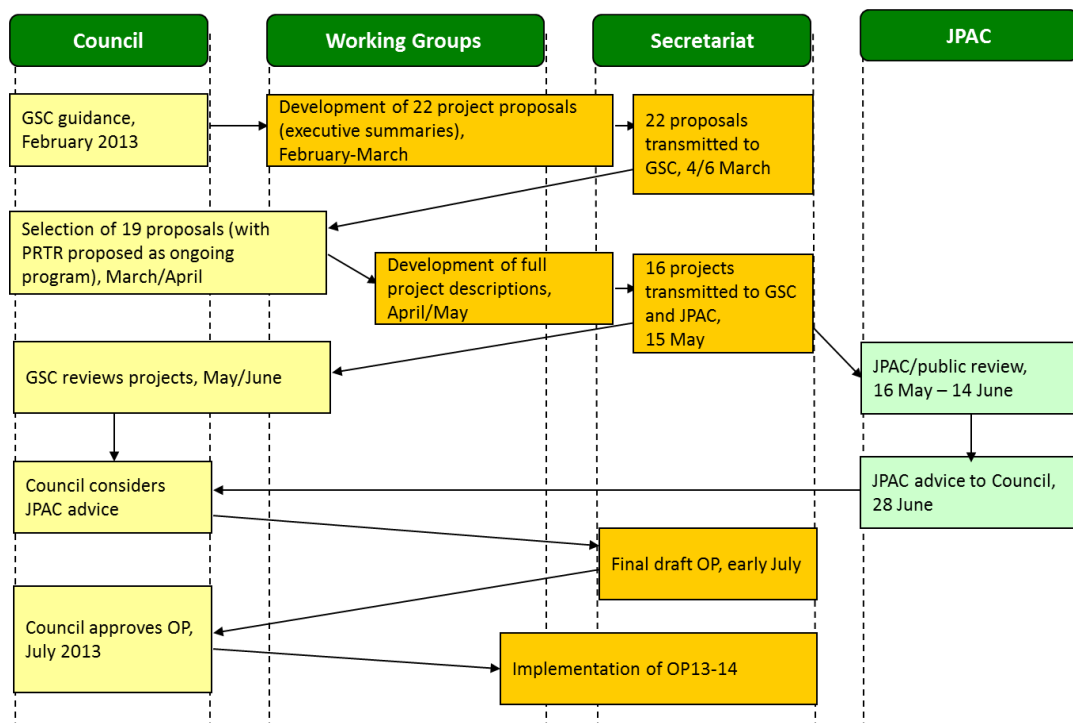 Council
Working Groups
Secretariat
JPAC
GSC guidance,
February 2013
Development of 22 project proposals
(executive summaries),
February-March
22 proposals
transmitted to
GSC, 4/6 March
Selection of 19 proposals (with
PRTR proposed as ongoing
program), March/April
Development of full
project descriptions,
April/May
16 projects
transmitted to GSC
and JPAC,
15 May
GSC reviews projects, May/June
JPAC/public review,
16 May – 14 June
Council considers
JPAC advice
JPAC advice to Council,
28 June
Final draft OP, early July
Council approves OP,
July 2013
Implementation of OP13-14